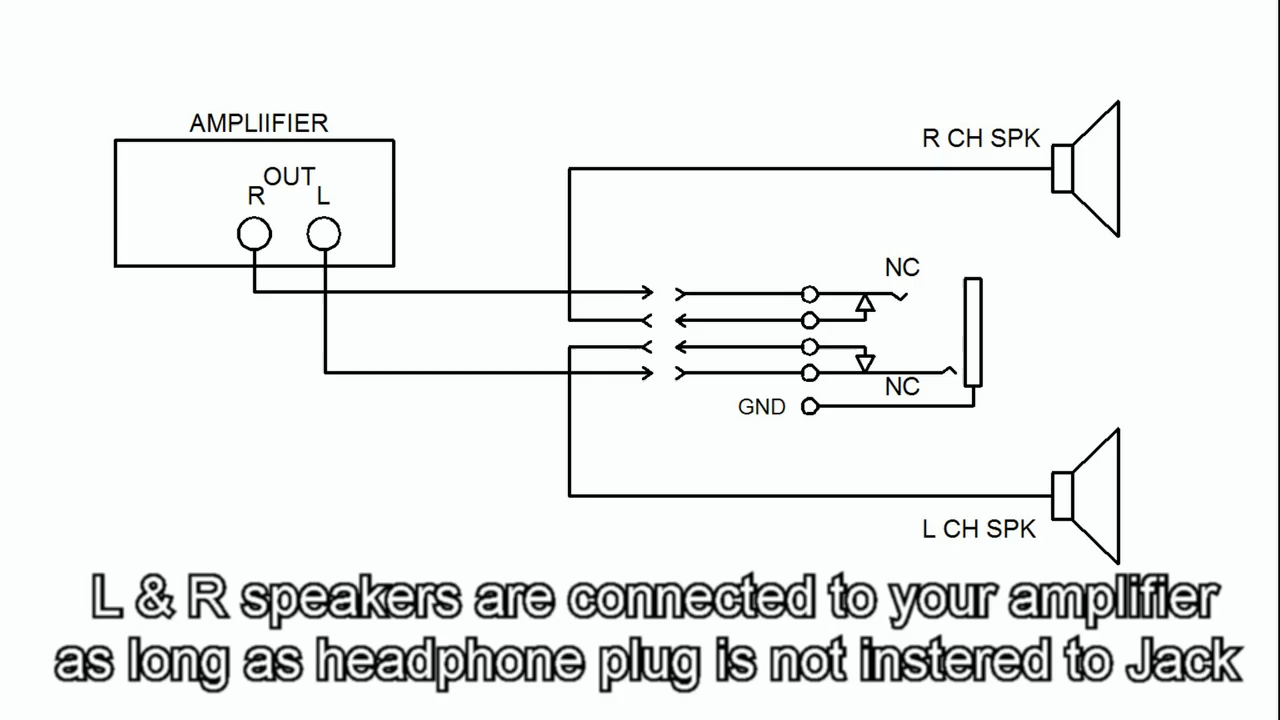 AMPLIIFIER
OUT
R L
R CH SPK
NC
NC
GND
L CH SPK
L & R speakers are connected to your amplifier
as long as headphone plug is not instered to Jack